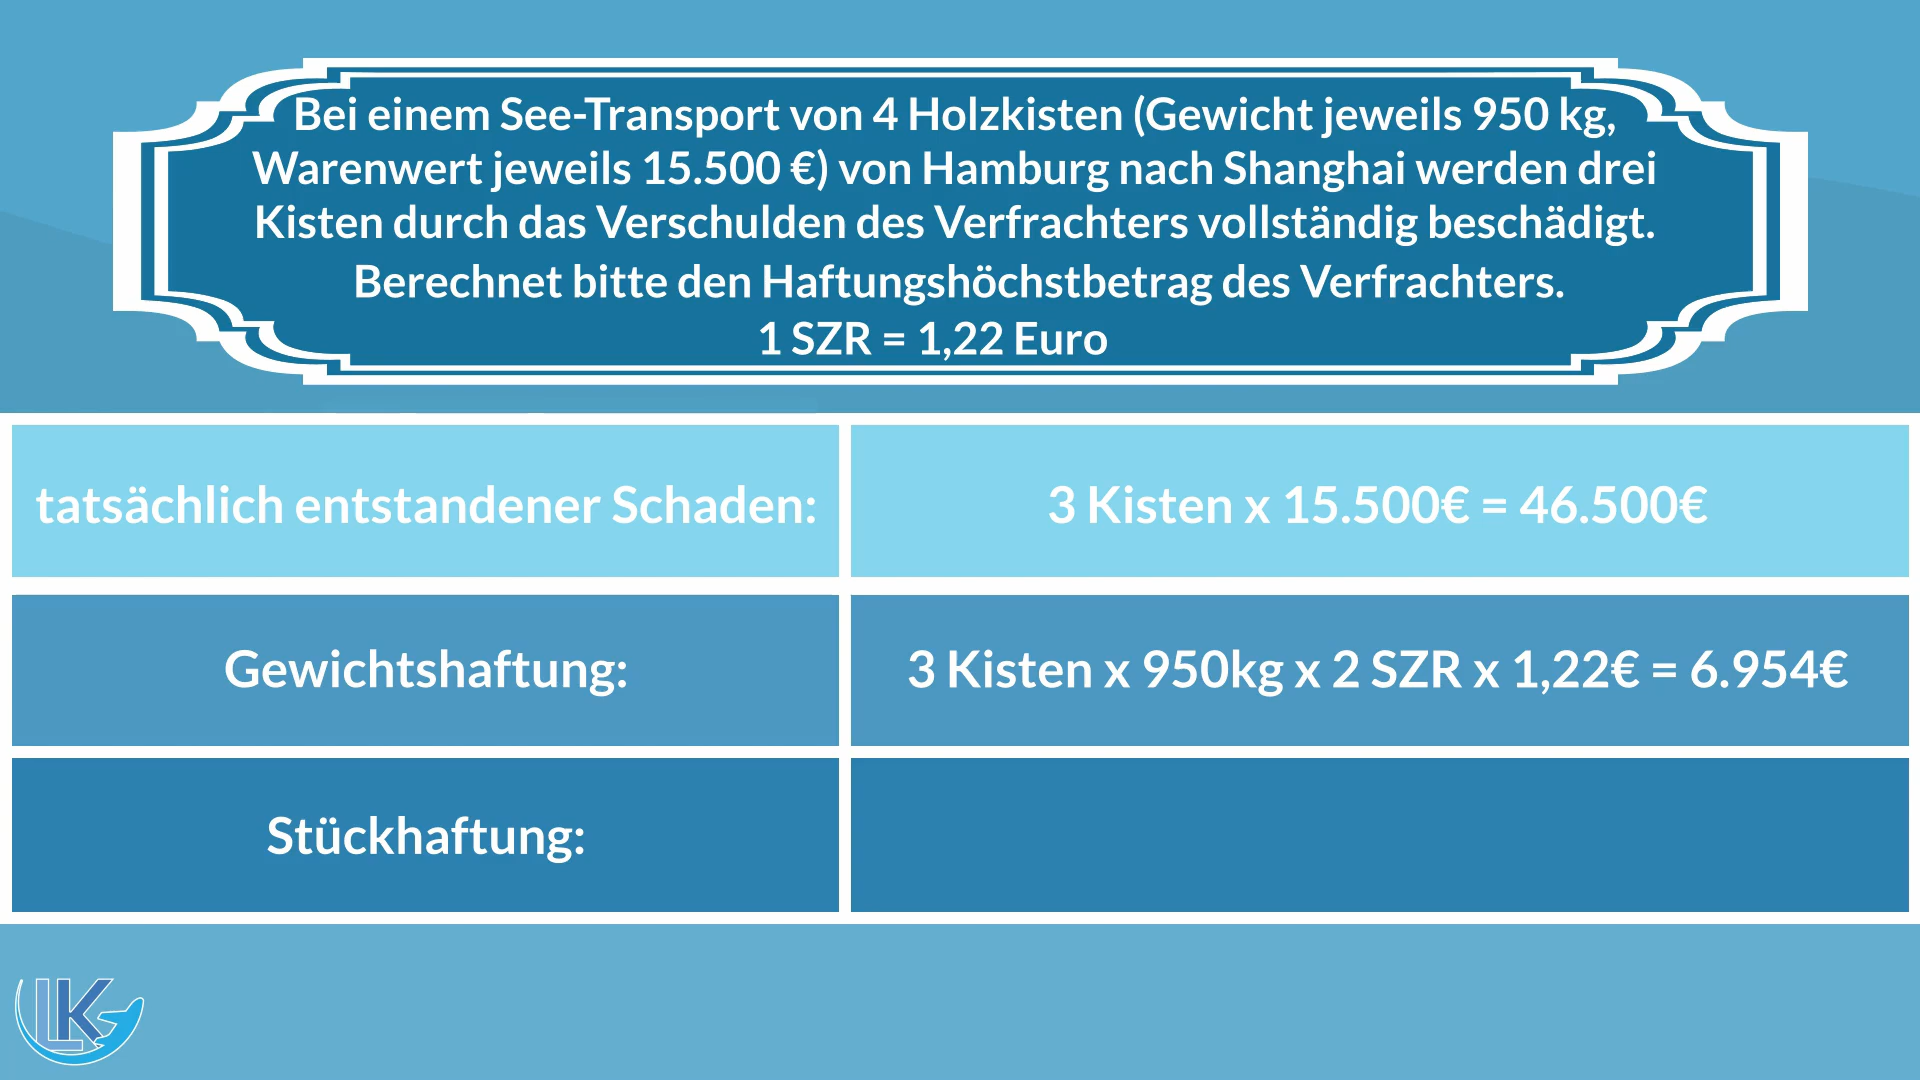 Bei einem See-Transport von 4 Holzkisten (Gewicht jeweils 950 kg,
Warenwert jeweils 15.500 €) von Hamburg nach Shanghai werden drei
Kisten durch das Verschulden des Verfrachters vollständig beschädigt.
Berechnet bitte den Haftungshöchstbetrag des Verfrachters.
1 SZR = 1,22 Euro
tatsächlich entstandener Schaden:
3 Kisten x 15.500€ = 46.500€
Gewichtshaftung:
3 Kisten x 950kg x 2 SZR x 1,22€ = 6.954€
Stückhaftung:
LK